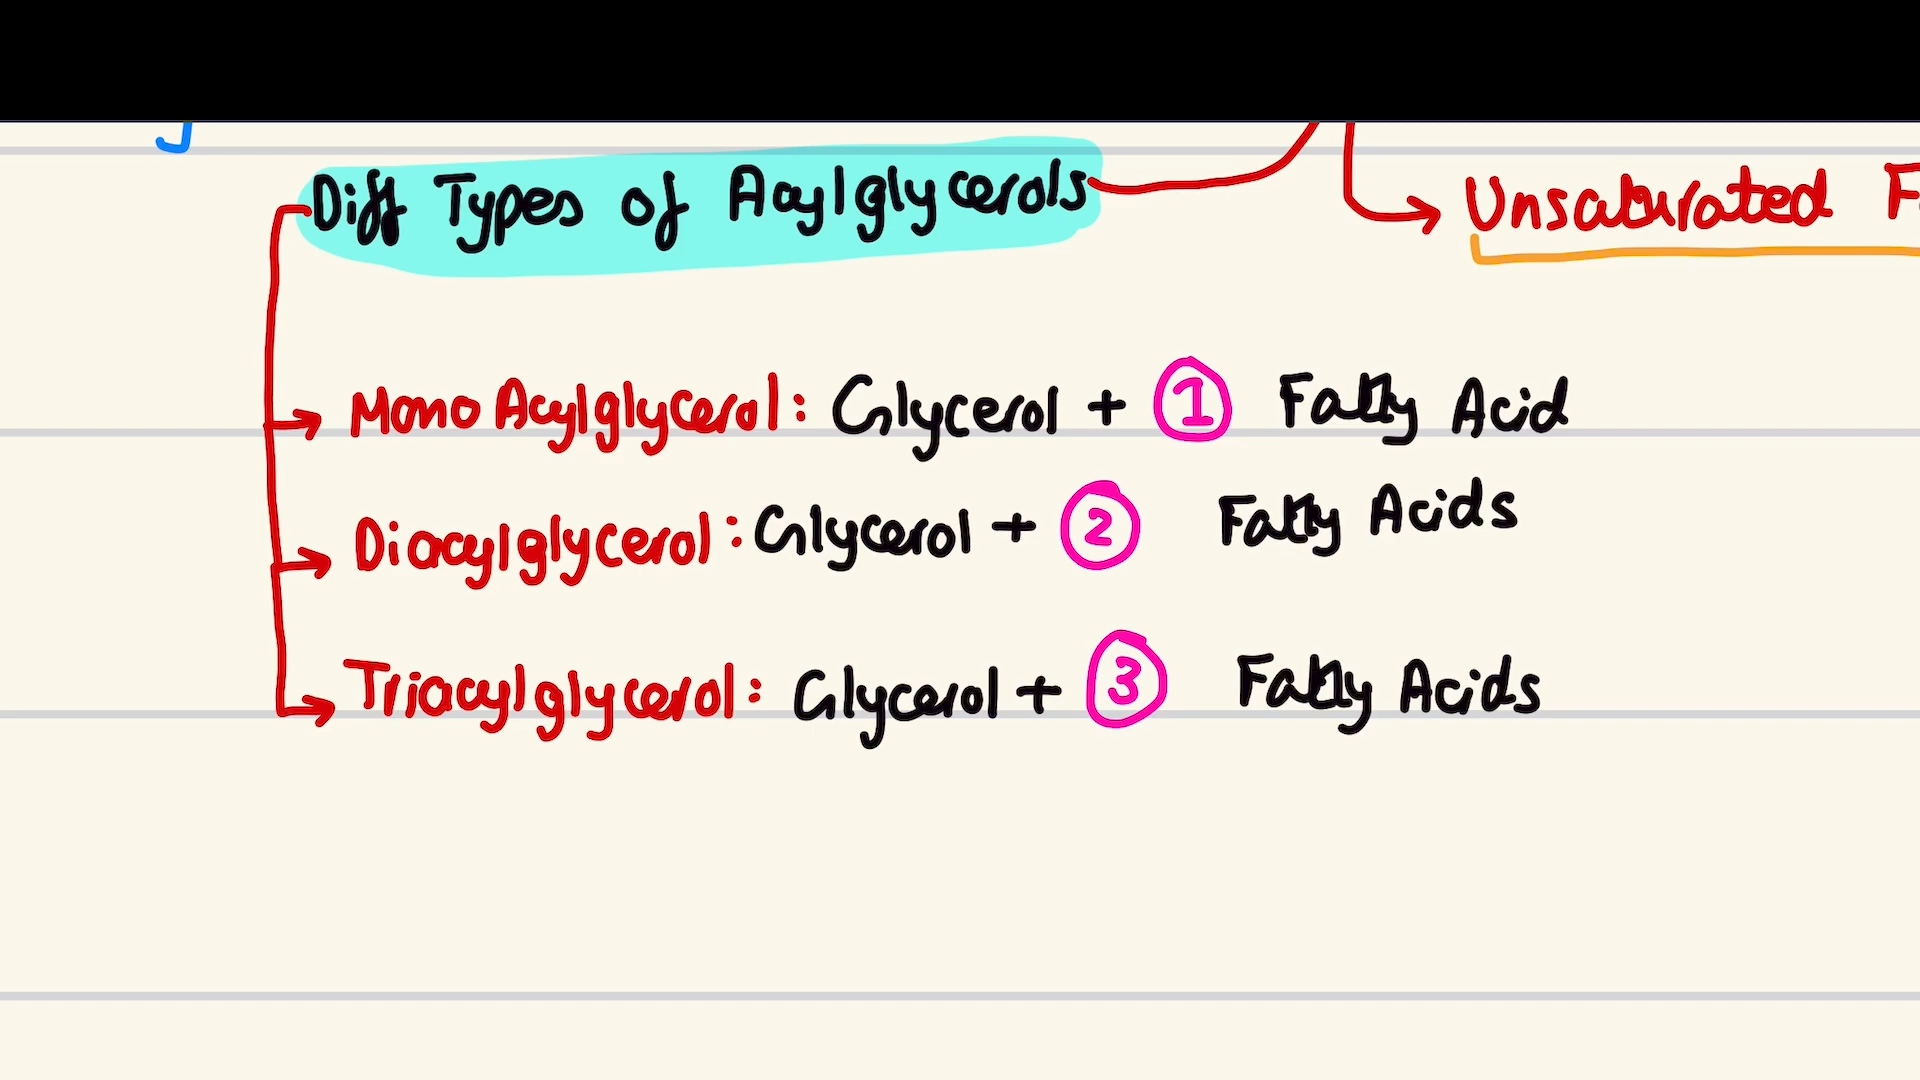 Diff Types of Acylglycerols
Unsaturated F
Mono Acylglycerol: Glycerol + 1 Fatty Acid
Diacylglycerol: Glycerol + 2 Fatty Acids
Triacylglycerol: Glycerol + 3 Fatty Acids